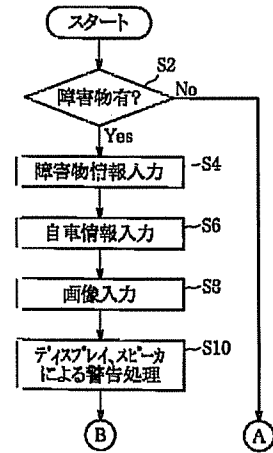 スタート
S2
障害物有?
No
Yes
障害物情報入力
S4
自車情報入力
S6
画像入力
S8
ディスプレイ、スピーカ
による警告処理
S10
B
A